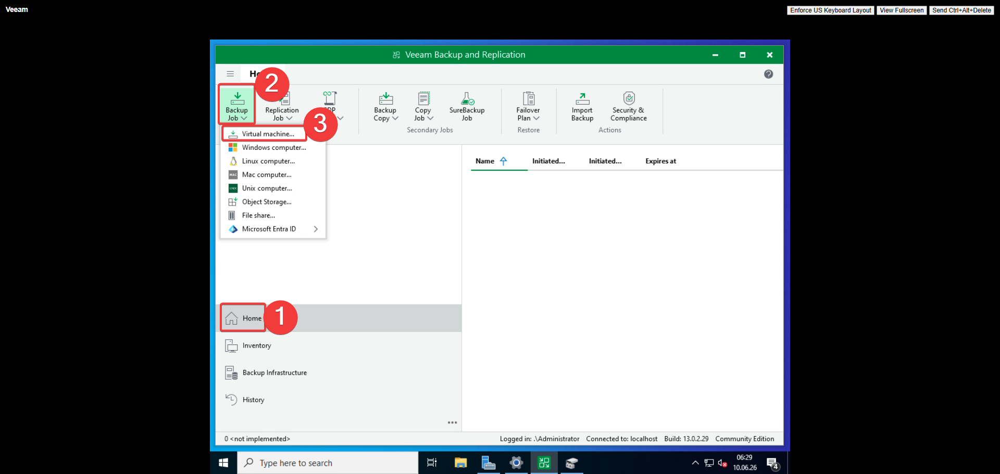 Veeam
Enforce US Keyboard Layout
View Fullscreen
Send Ctrl+Alt+Delete
Veeam Backup and Replication
2
Backup
Job
Replication
Job
Backup
Copy
Copy
Job
SureBackup
Job
Secondary Jobs
Failover
Plan
Restore
Import
Backup
Security &
Compliance
Actions
3
Virtual machine...
Windows computer...
Linux computer...
MAC
Mac computer...
UNIX
Unix computer...
Object Storage...
File share...
Microsoft Entra ID
Name
Initiated...
Initiated...
Expires at
Home
1
Inventory
Backup Infrastructure
History
0 <not implemented>
Logged in: .\Administrator
Connected to: localhost
Build: 13.0.2.29
Community Edition
Type here to search
06:29
10.06.26
4